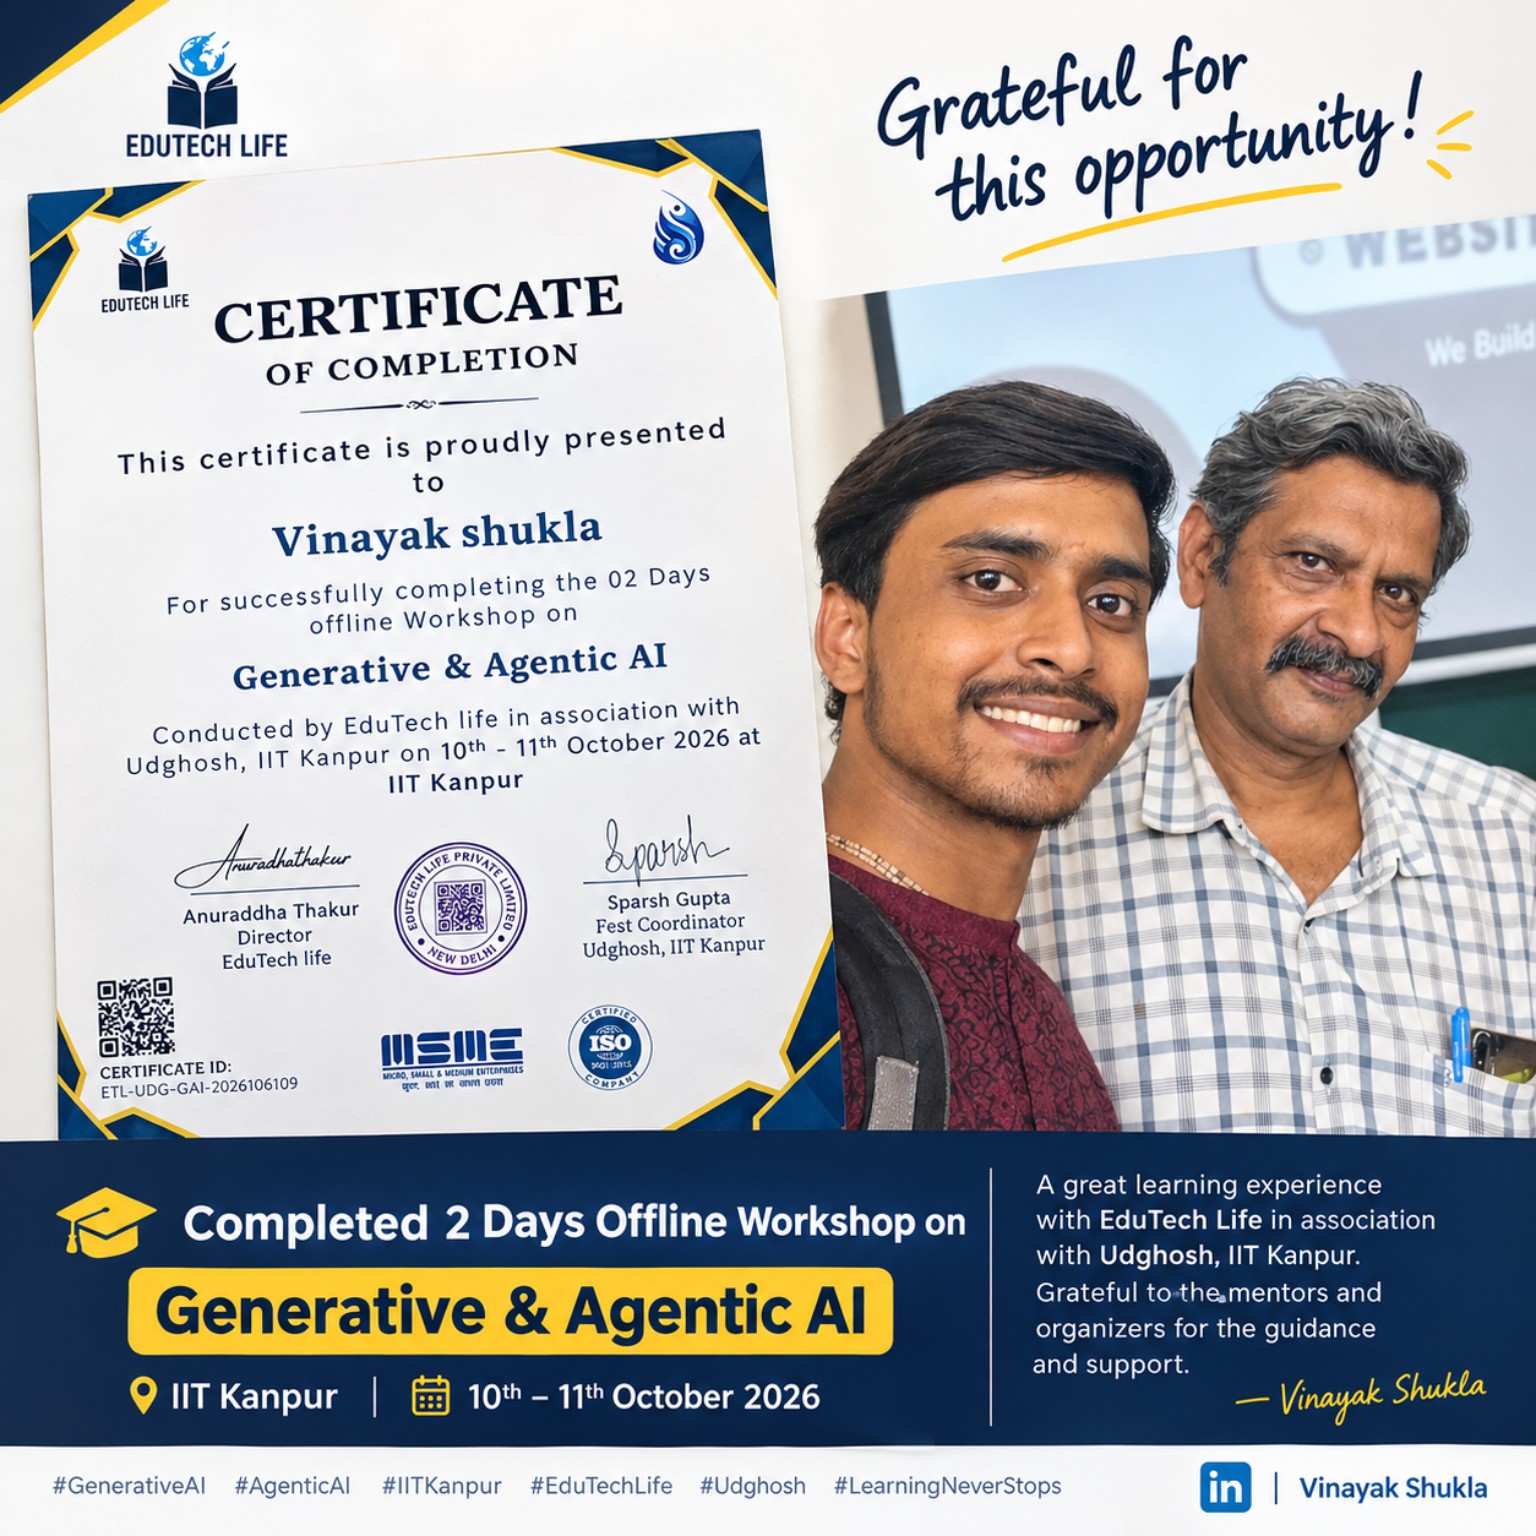 EDUTECH LIFE
Grateful for
this opportunity!
EDUTECH LIFE
CERTIFICATE
OF COMPLETION
This certificate is proudly presented
to
Vinayak shukla
For successfully completing the 02 Days
offline Workshop on
Generative & Agentic AI
Conducted by EduTech life in association with
Udghosh, IIT Kanpur on 10th - 11th October 2026 at
IIT Kanpur
Anuradhathakur
Anuraddha Thakur
Director
EduTech life
EDUTECH LIFE PRIVATE LIMITED
NEW DELHI
Sparsh
Sparsh Gupta
Fest Coordinator
Udghosh, IIT Kanpur
CERTIFICATE ID:
ETL-UDG-GAI-2026106109
MSME
MICRO, SMALL & MEDIUM ENTERPRISES
CERTIFIED
ISO
COMPANY
WEBSI
We Build
Completed 2 Days Offline Workshop on
Generative & Agentic AI
IIT Kanpur | 10th – 11th October 2026
A great learning experience
with EduTech Life in association
with Udghosh, IIT Kanpur.
Grateful to the mentors and
organizers for the guidance
and support.
— Vinayak Shukla
#GenerativeAI #AgenticAI #IITKanpur #EduTechLife #Udghosh #LearningNeverStops
in | Vinayak Shukla